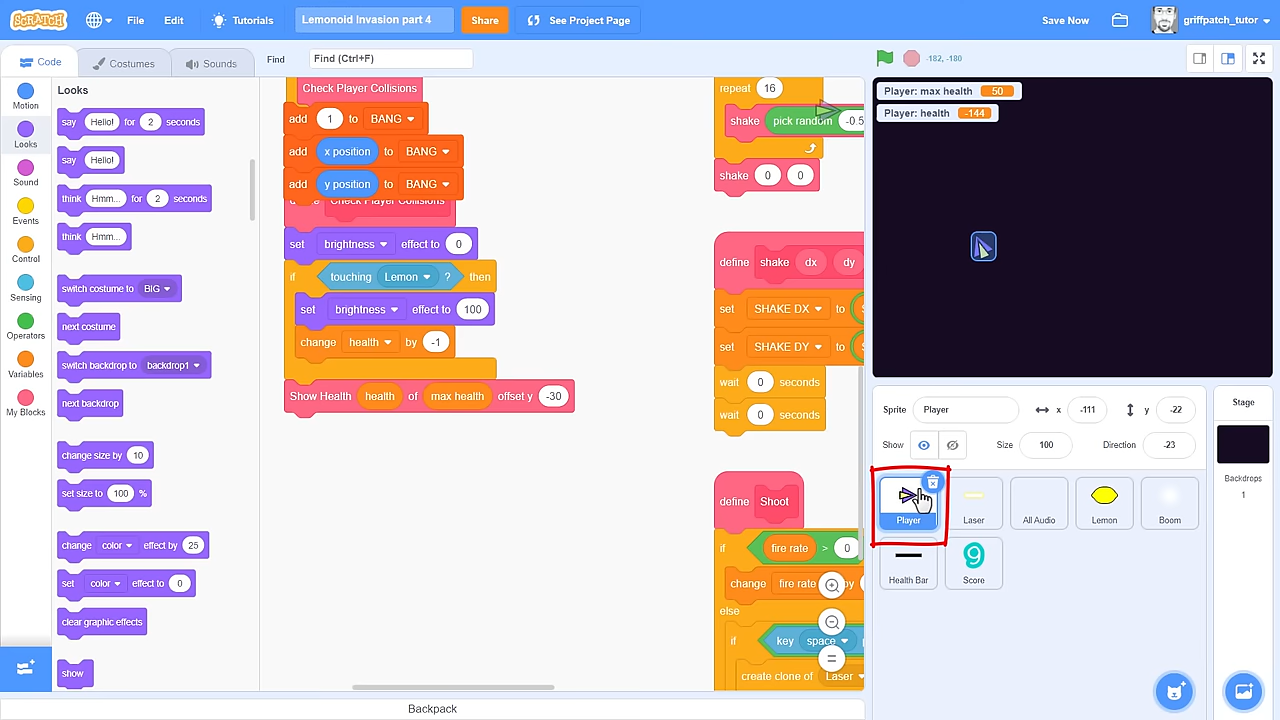 SCRATCH
File
Edit
Tutorials
Lemonoid Invasion part 4
Share
See Project Page
Save Now
griffpatch_tutor
Code
Costumes
Sounds
Find
Find (Ctrl+F)
-182, -180
Motion
Looks
Sound
Events
Control
Sensing
Operators
Variables
My Blocks
Looks
say Hello! for 2 seconds
say Hello!
think Hmm... for 2 seconds
think Hmm...
switch costume to BIG
next costume
switch backdrop to backdrop1
next backdrop
change size by 10
set size to 100 %
change color effect by 25
set color effect to 0
clear graphic effects
show
Check Player Collisions
add 1 to BANG
add x position to BANG
add y position to BANG
Check Player Collisions
set brightness effect to 0
if touching Lemon ? then
set brightness effect to 100
change health by -1
Show Health health of max health offset y -30
repeat 16
shake pick random -0.5
shake 0 0
define shake dx dy
set SHAKE DX to
set SHAKE DY to
wait 0 seconds
wait 0 seconds
define Shoot
if fire rate > 0
change fire rate by
else
if key space
create clone of Laser
Player: max health 50
Player: health -144
Sprite Player x -111 y -22
Show Size 100 Direction -23
Player
Laser
All Audio
Lemon
Boom
Health Bar
9
Score
Stage
Backdrops
1
Backpack